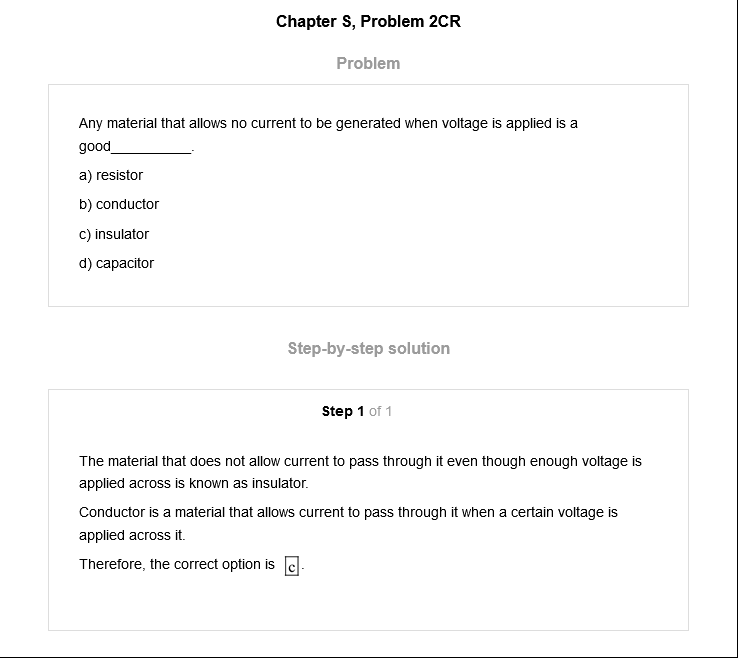 Chapter S, Problem 2CR
Problem
Any material that allows no current to be generated when voltage is applied is a
good__________.
a) resistor
b) conductor
c) insulator
d) capacitor
Step-by-step solution
Step 1 of 1
The material that does not allow current to pass through it even though enough voltage is
applied across is known as insulator.
Conductor is a material that allows current to pass through it when a certain voltage is
applied across it.
Therefore, the correct option is c.